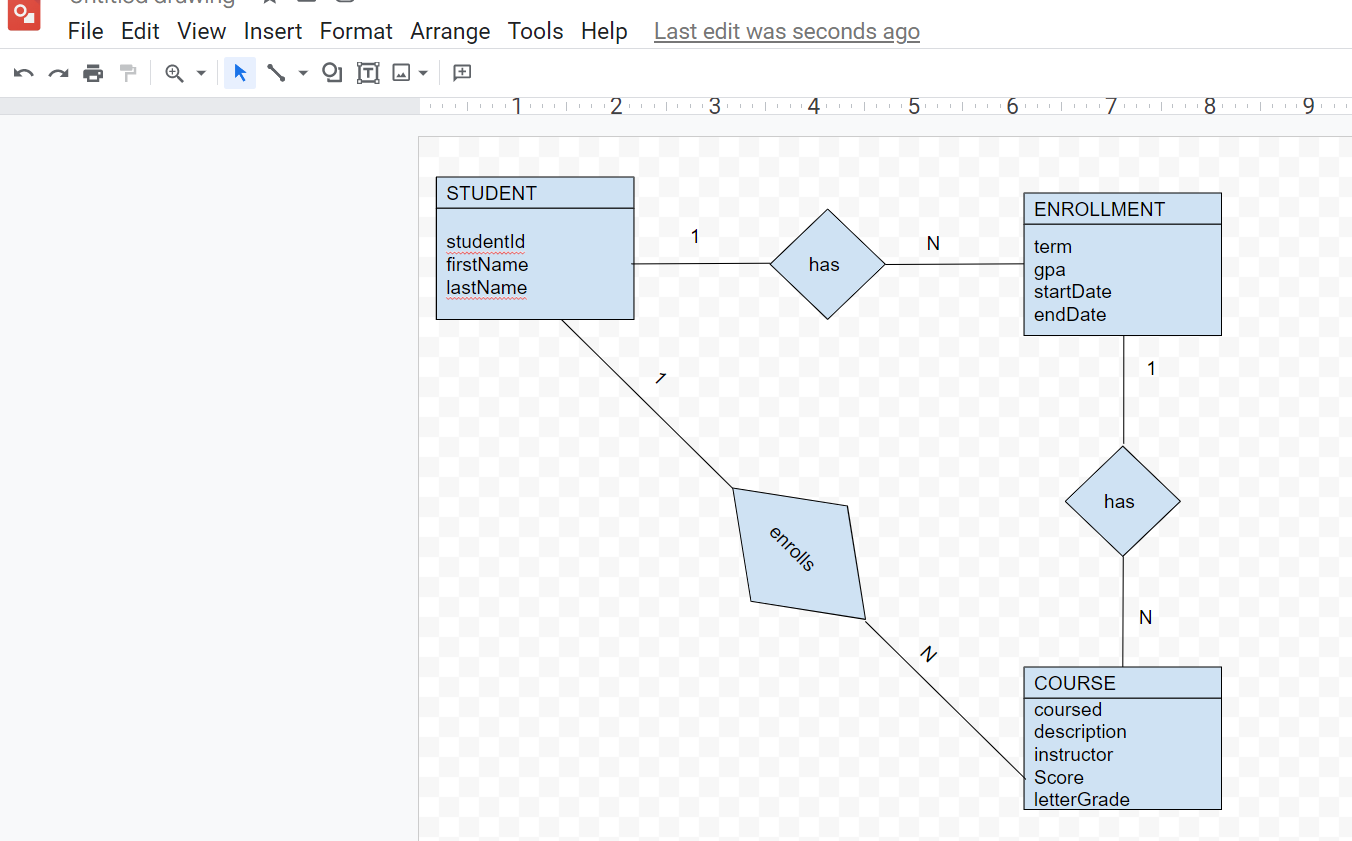 Untitled drawing
File Edit View Insert Format Arrange Tools Help Last edit was seconds ago
1 2 3 4 5 6 7 8 9
STUDENT
studentId
firstName
lastName
1
has
N
ENROLLMENT
term
gpa
startDate
endDate
1
1
enrolls
has
N
N
COURSE
coursed
description
instructor
Score
letterGrade